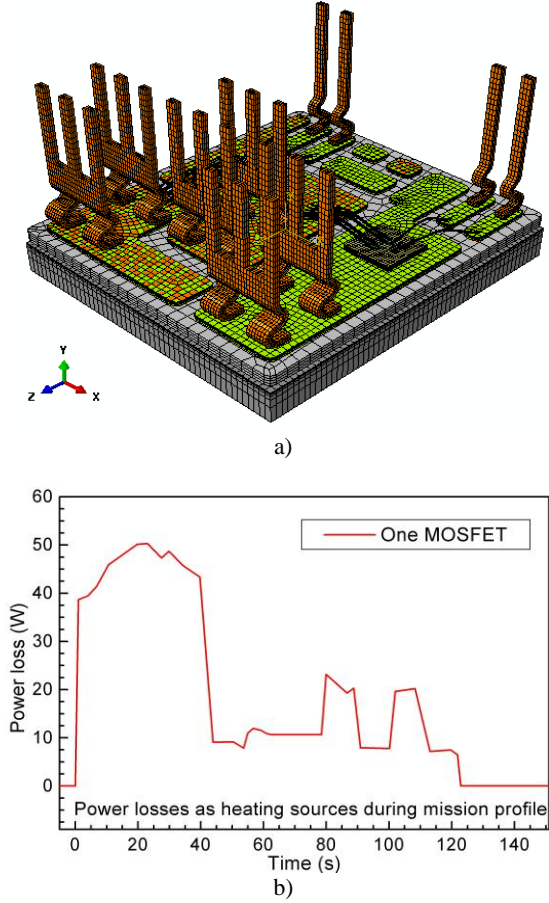 Y
Z
X
a)
60
One MOSFET
50
40
30
20
10
0
Power loss (W)
Power losses as heating sources during mission profile
0 20 40 60 80 100 120 140
Time (s)
b)